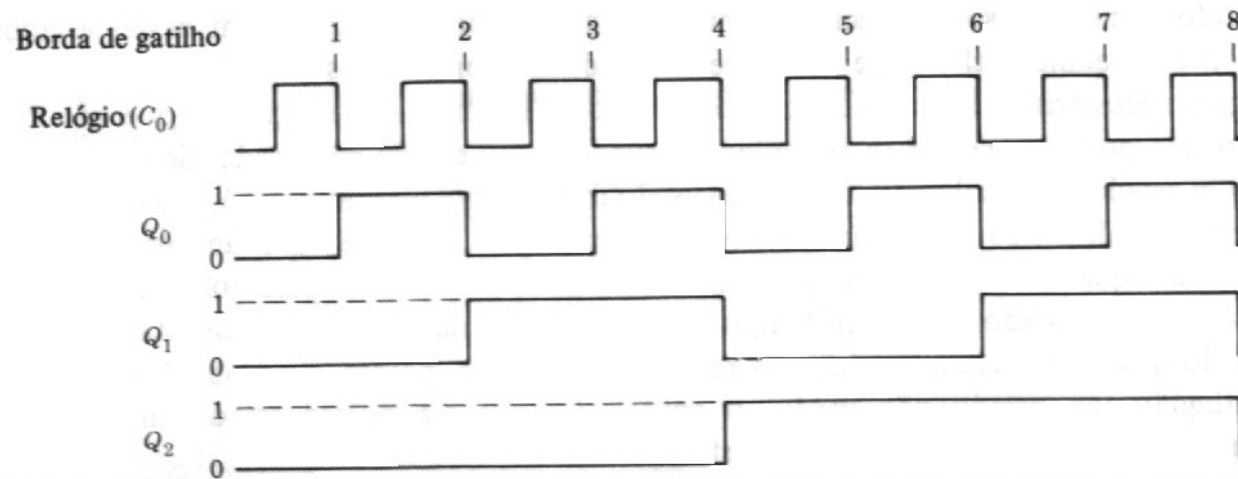 Borda de gatilho 1 2 3 4 5 6 7 8
Relógio (C₀)
1
Q₀
0
1
Q₁
0
1
Q₂
0